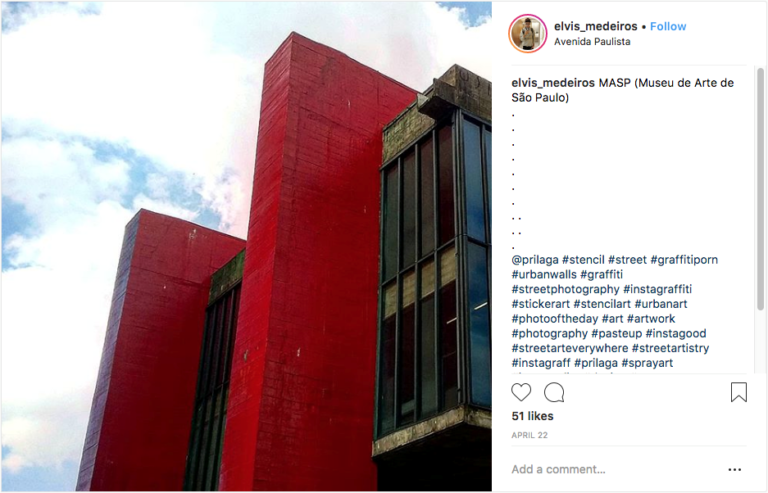 elvis_medeiros • Follow
Avenida Paulista
elvis_medeiros MASP (Museu de Arte de
São Paulo)
.
.
.
.
.
.
.
. .
. .
.
@prilaga #stencil #street #graffitiporn
#urbanwalls #graffiti
#streetphotography #instagraffiti
#stickerart #stencilart #urbanart
#photooftheday #art #artwork
#photography #pasteup #instagood
#streetarteverywhere #streetartistry
#instagraff #prilaga #sprayart
51 likes
APRIL 22
Add a comment...